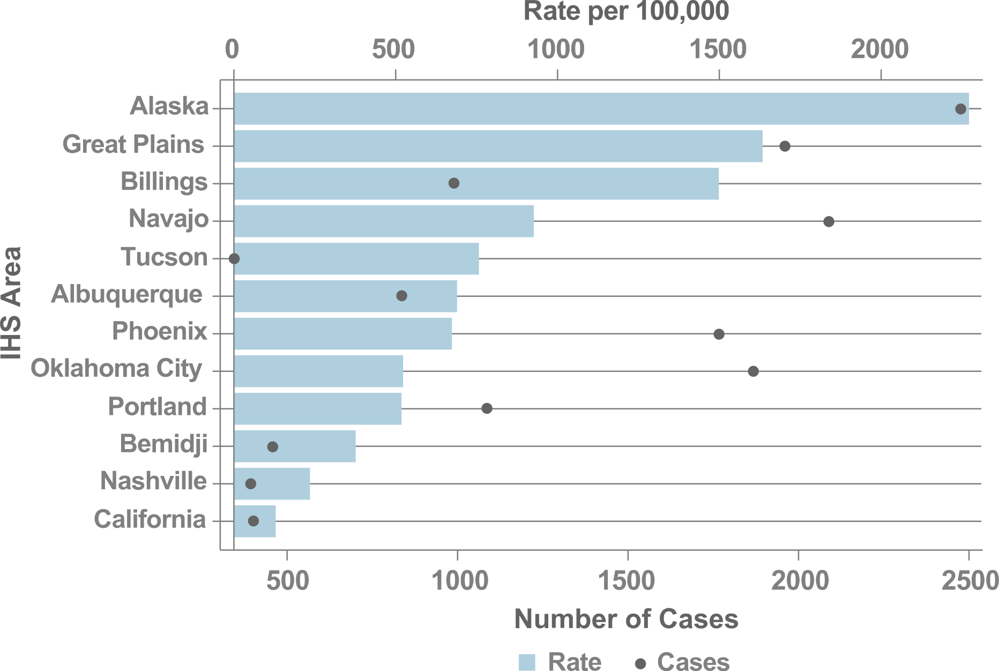 Rate per 100,000
0 500 1000 1500 2000
Alaska
Great Plains
Billings
Navajo
Tucson
Albuquerque
Phoenix
Oklahoma City
Portland
Bemidji
Nashville
California
IHS Area
500 1000 1500 2000 2500
Number of Cases
Rate Cases